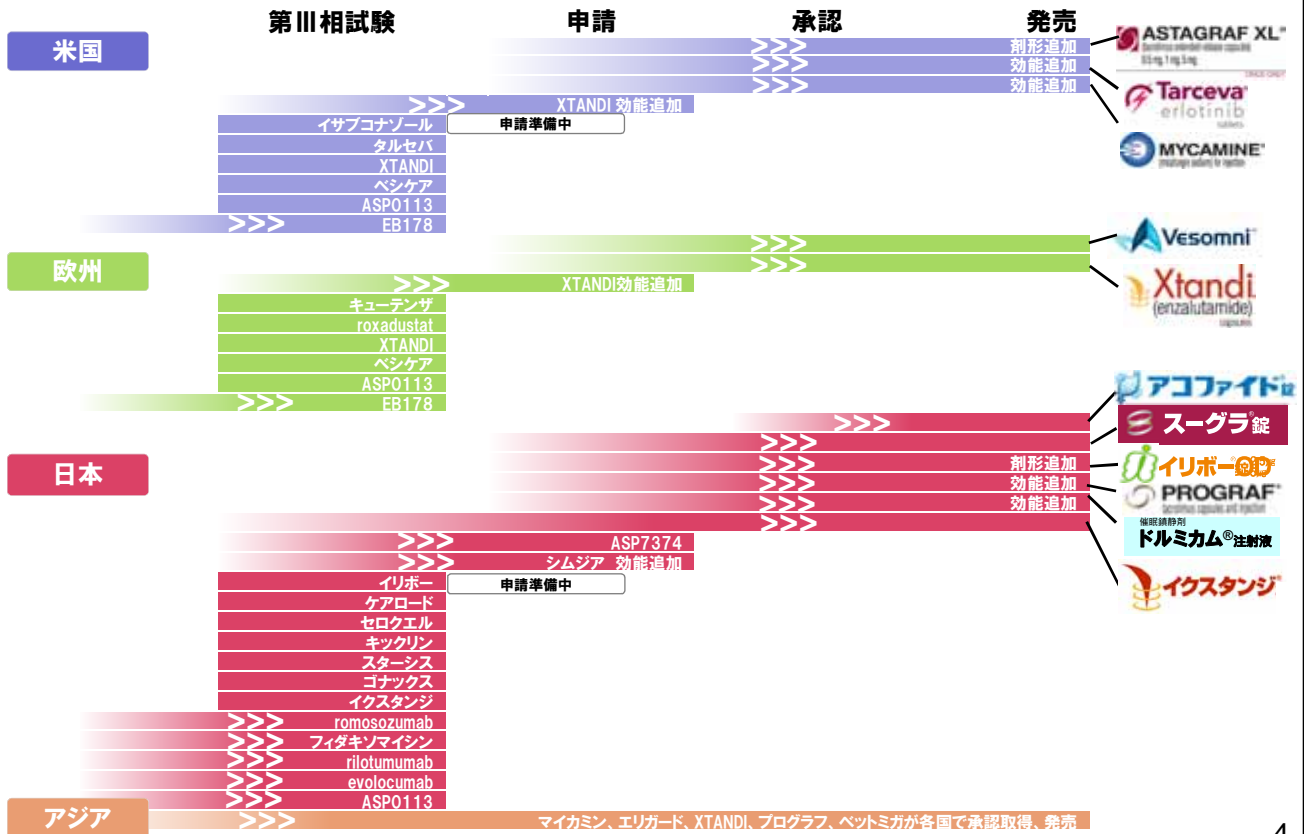 第Ⅲ相試験 申請 承認 発売
米国
>>> 剤形追加
>>> 効能追加
>>> 効能追加
>>> XTANDI 効能追加
イサブコナゾール 申請準備中
タルセバ
XTANDI
ベシケア
ASP0113
>>> EB178
ASTAGRAF XL
Tarceva
erlotinib
tablets
MYCAMINE
欧州
>>>
>>>
>>> XTANDI効能追加
キューテンザ
roxadustat
XTANDI
ベシケア
ASP0113
>>> EB178
Vesomni
Xtandi
(enzalutamide)
capsules
日本
>>>
>>>
>>> 剤形追加
>>> 効能追加
>>> 効能追加
>>>
>>> ASP7374
>>> シムジア 効能追加
イリボー 申請準備中
ケアロード
セロクエル
キックリン
スターシス
ゴナックス
イクスタンジ
>>> romosozumab
>>> フィダキソマイシン
>>> rilotumumab
>>> evolocumab
>>> ASP0113
アコファイド錠
スーグラ®錠
イリボーOD
PROGRAF
催眠鎮静剤
ドルミカム®注射液
イクスタンジ
アジア
>>> マイカミン、エリガード、XTANDI、プログラフ、ベットミガが各国で承認取得、発売
4